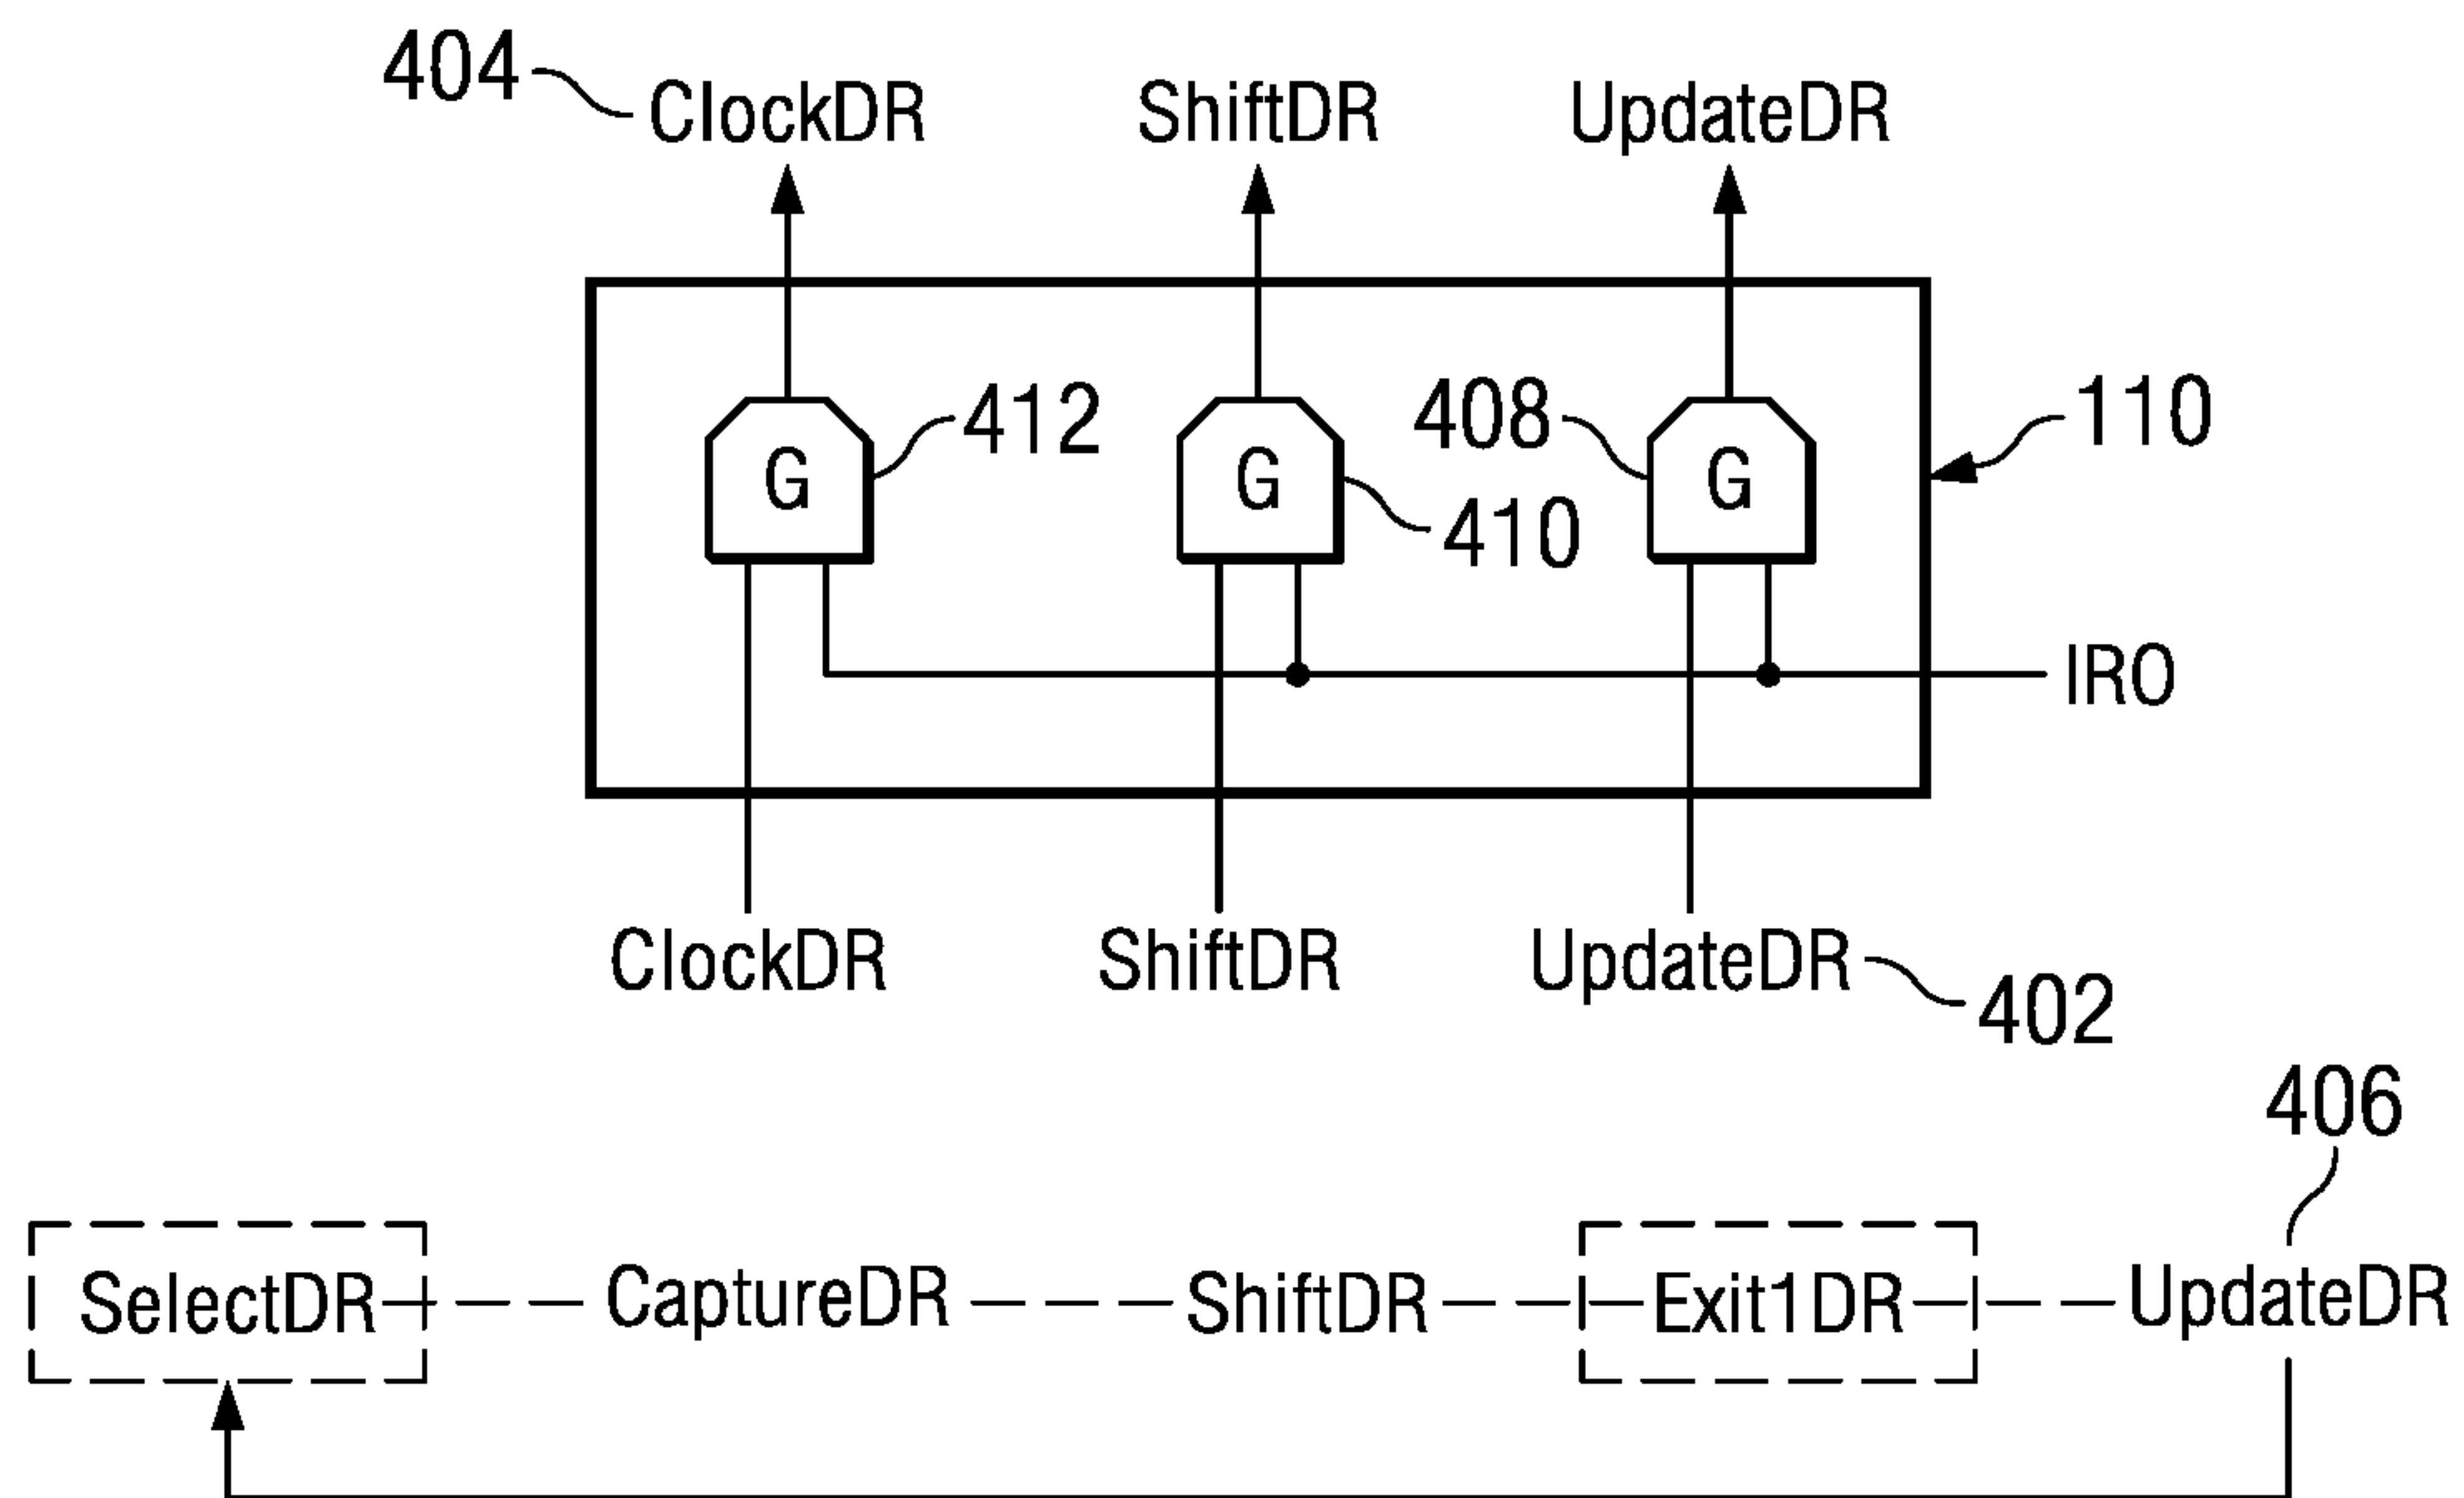 404 ClockDR ShiftDR UpdateDR
G 412 G 410 408 G 110
IRO
ClockDR ShiftDR UpdateDR 402
406
SelectDR CaptureDR ShiftDR Exit1DR UpdateDR